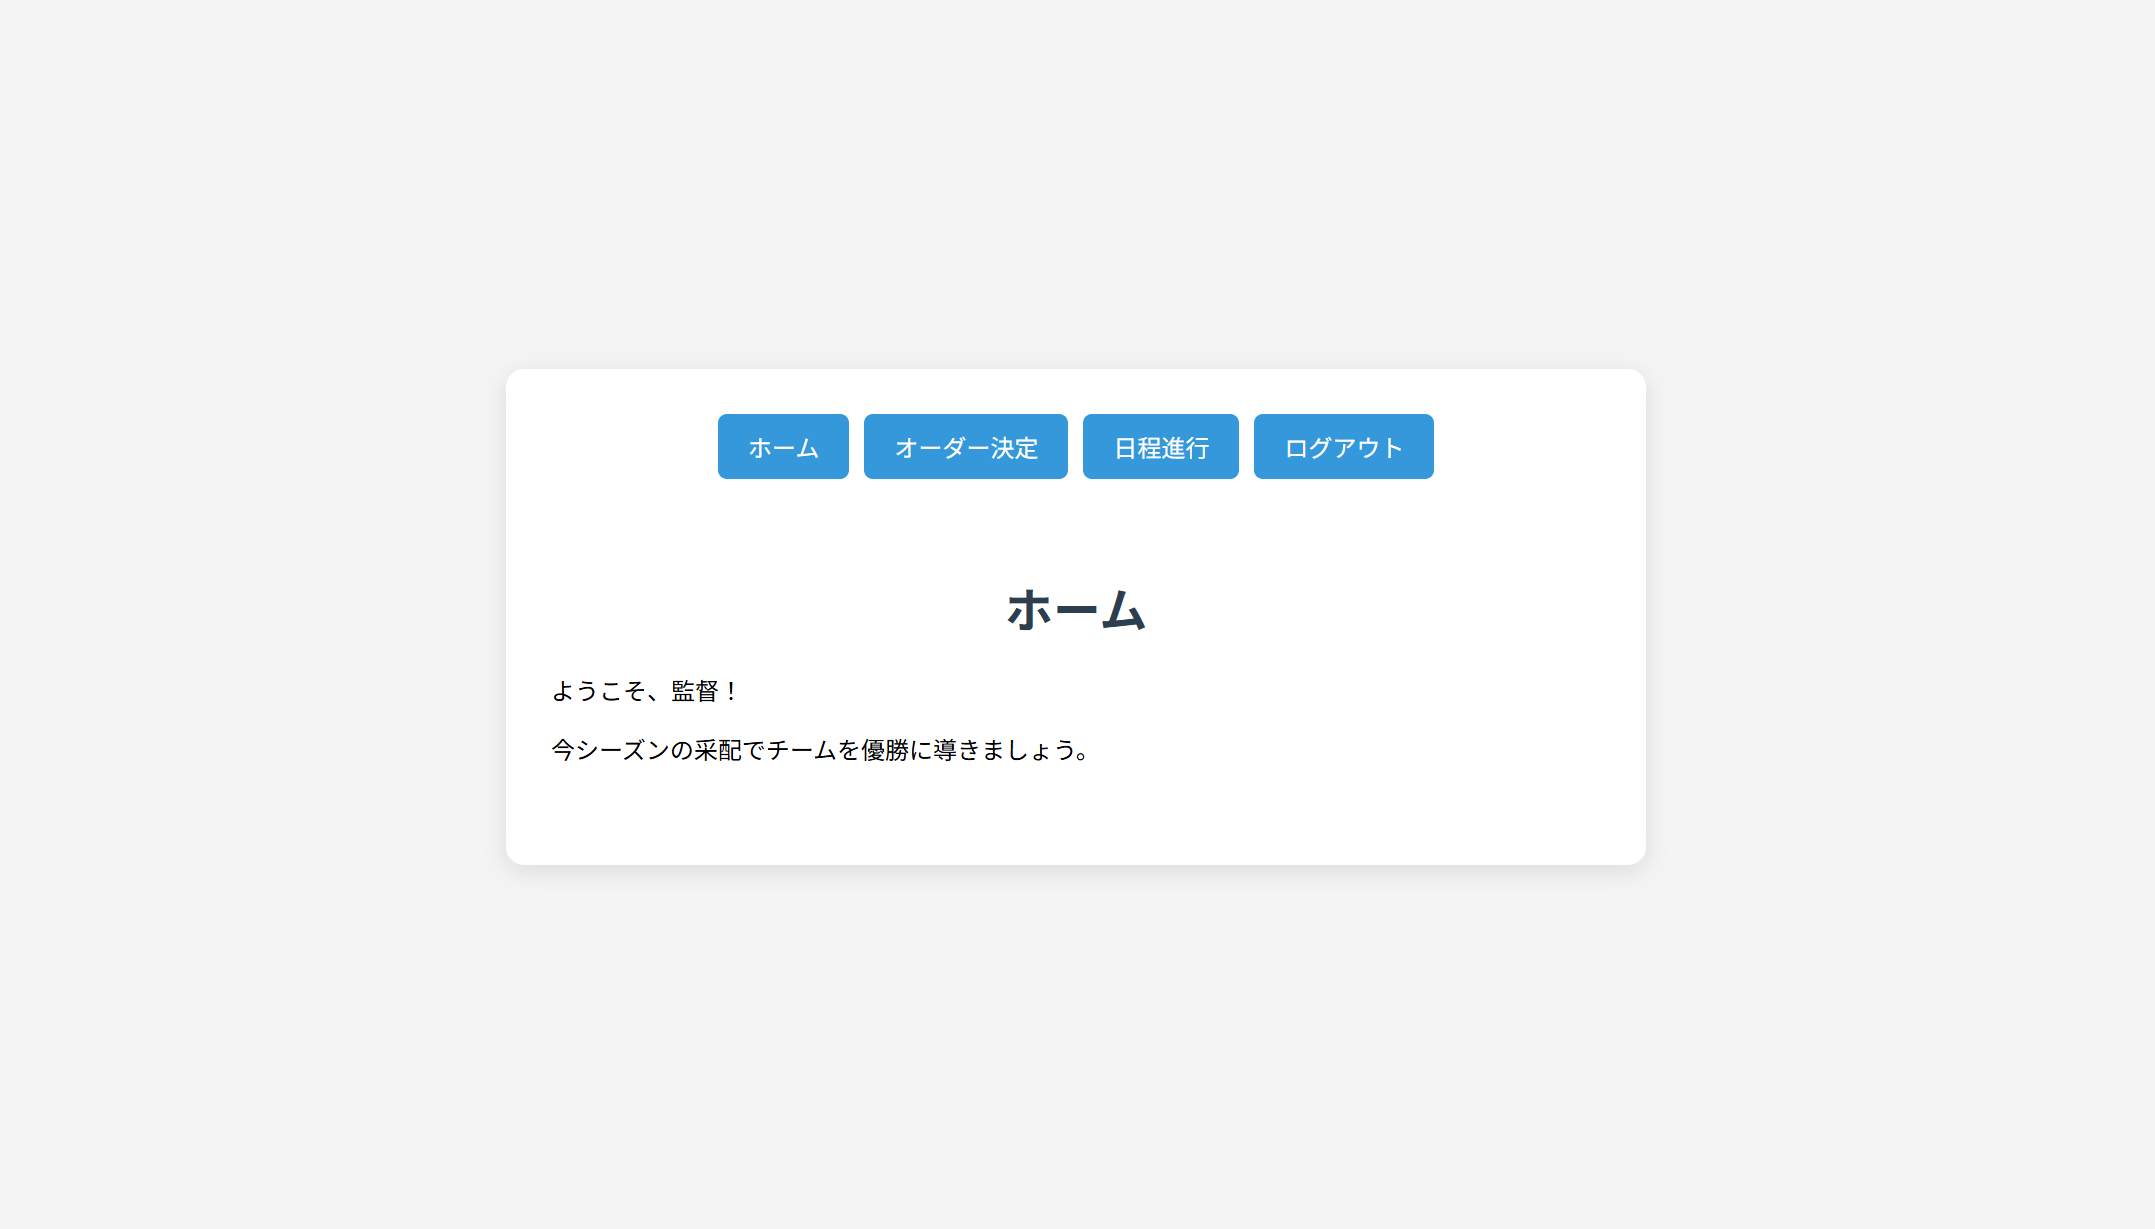 ホーム オーダー決定 日程進行 ログアウト
ホーム
ようこそ、監督！
今シーズンの采配でチームを優勝に導きましょう。